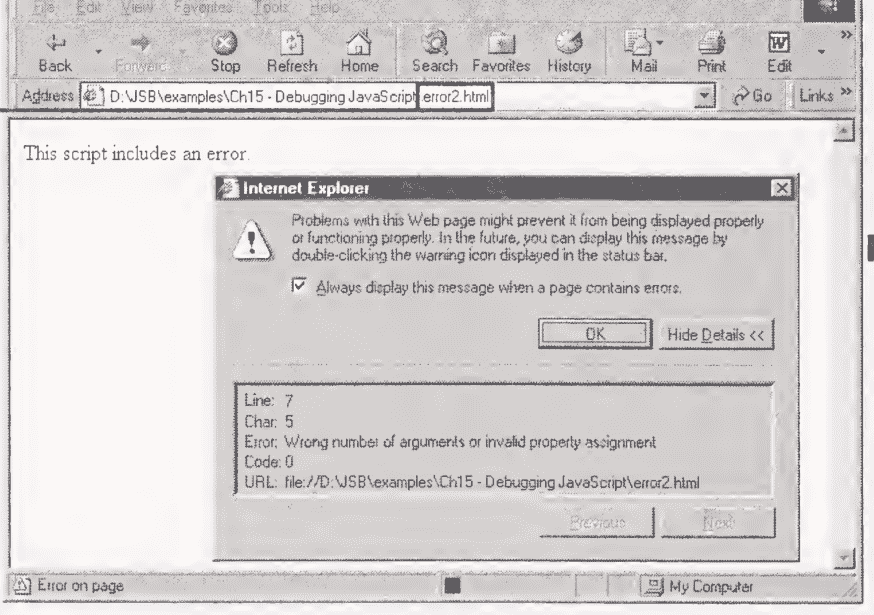 File Edit View Favorites Tools Help
Back Forward Stop Refresh Home Search Favorites History Mail Print Edit »
Address D:\JSB\examples\Ch15 - Debugging JavaScript error2.html Go Links »
This script includes an error.
Internet Explorer
Problems with this Web page might prevent it from being displayed properly
or functioning properly. In the future, you can display this message by
double-clicking the warning icon displayed in the status bar.
Always display this message when a page contains errors.
OK Hide Details <<
Line: 7
Char: 5
Error: Wrong number of arguments or invalid property assignment
Code: 0
URL: file://D:\JSB\examples\Ch15 - Debugging JavaScript\error2.html
Previous Next
Error on page My Computer